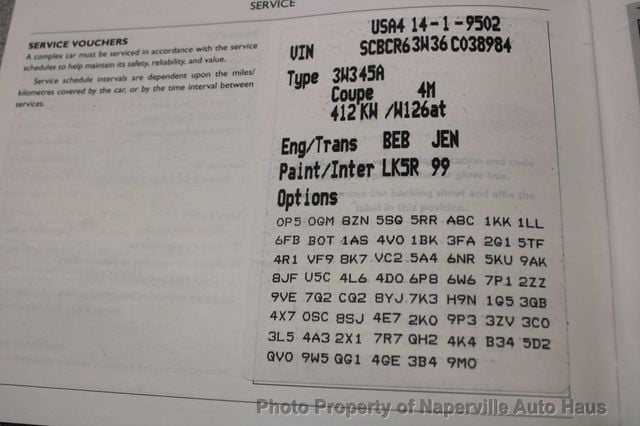 SERVICE
SERVICE VOUCHERS
A complex car must be serviced in accordance with the service
schedules to help maintain its safety, reliability, and value.
Service schedule intervals are dependent upon the miles/
kilometres covered by the car, or by the time interval between
services.
USA4 14-1-9502
VIN SCBCR63W36C038984
Type 3W345A
Coupe 4M
412 KW /W126at
Eng/Trans BEB JEN
Paint/Inter LK5R 99
Options
0P5 0GM 8ZN 5SG 5RR A8C 1KK 1LL
6FB B0T 1AS 4V0 1BK 3FA 2G1 5TF
4R1 VF9 8K7 VC2 5A4 6NR 5KU 9AK
8JF U5C 4L6 4D0 6P8 6W6 7P1 2ZZ
9VE 7Q2 CQ2 8YJ 7K3 H9N 1G5 3QB
4X7 0SC 8SJ 4E7 2K0 9P3 3ZV 3C0
3L5 4A3 2X1 7R7 QH2 4K4 B34 5D2
QV0 9W5 QG1 4GE 3B4 9M0
Photo Property of Naperville Auto Haus